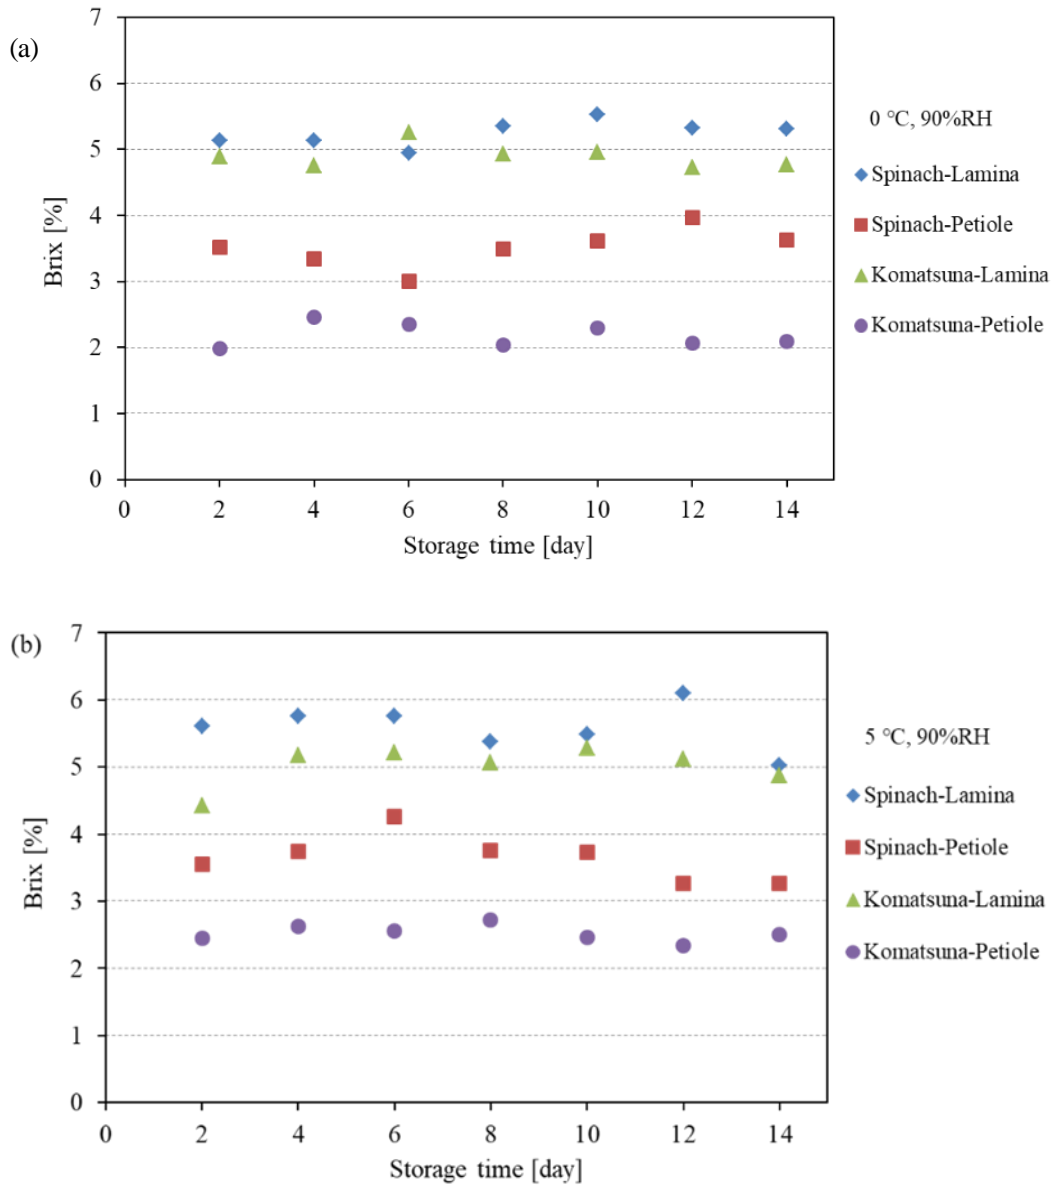 (a)
7
6
5
4
3
2
1
0
Brix [%]
0 2 4 6 8 10 12 14
Storage time [day]
0 °C, 90%RH
Spinach-Lamina
Spinach-Petiole
Komatsuna-Lamina
Komatsuna-Petiole
(b)
7
6
5
4
3
2
1
0
Brix [%]
0 2 4 6 8 10 12 14
Storage time [day]
5 °C, 90%RH
Spinach-Lamina
Spinach-Petiole
Komatsuna-Lamina
Komatsuna-Petiole